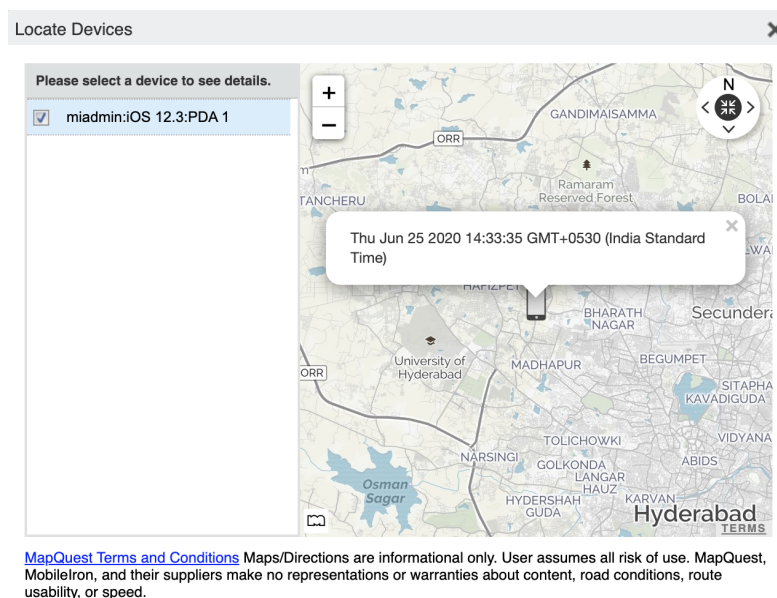 Locate Devices
Please select a device to see details.
miadmin:iOS 12.3:PDA 1
+
−
N
ORR
GANDIMAISAMMA
Ramaram
Reserved Forest
TANCHERU
BOLA
Thu Jun 25 2020 14:33:35 GMT+0530 (India Standard
Time)
HAFIZPET
BHARATH
NAGAR
Secundera
University of
Hyderabad
MADHAPUR
BEGUMPET
ORR
SITAPHA
KAVADIGUDA
TOLICHOWKI
VIDYANA
NARSINGI
GOLKONDA
ABIDS
LANGAR
HAUZ
Osman
Sagar
HYDERSHAH
GUDA
KARVAN
Hyderabad
TERMS
MapQuest Terms and Conditions Maps/Directions are informational only. User assumes all risk of use. MapQuest,
MobileIron, and their suppliers make no representations or warranties about content, road conditions, route
usability, or speed.